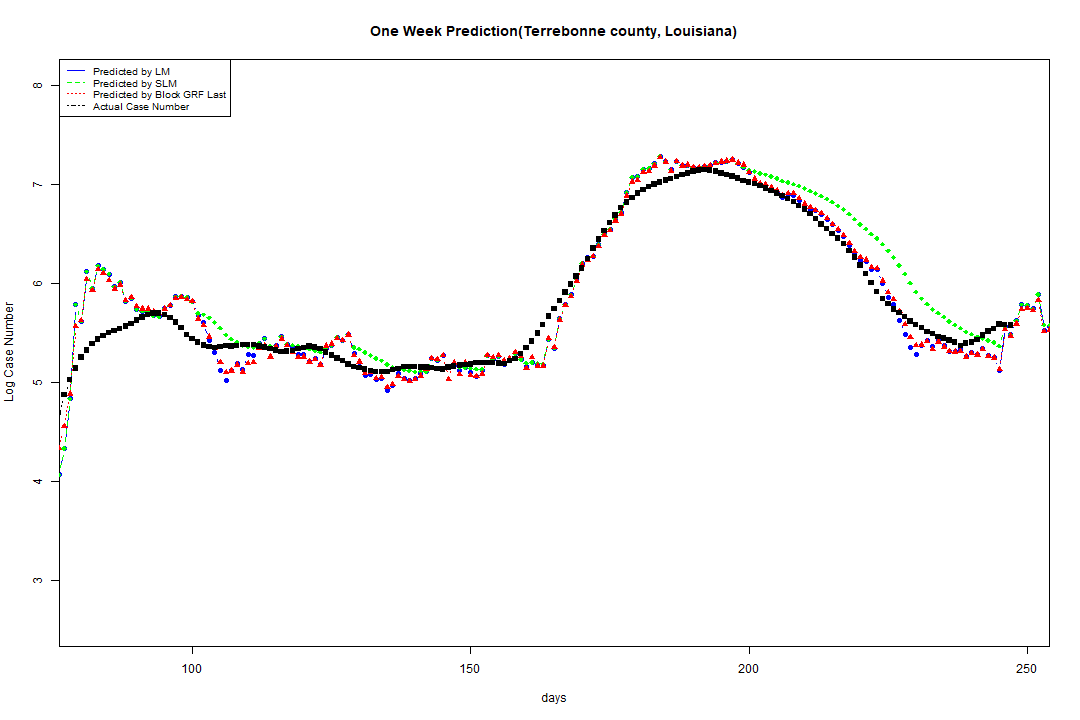 One Week Prediction(Terrebonne county, Louisiana)
Predicted by LM
Predicted by SLM
Predicted by Block GRF Last
Actual Case Number
8
7
6
5
4
3
Log Case Number
100 150 200 250
days